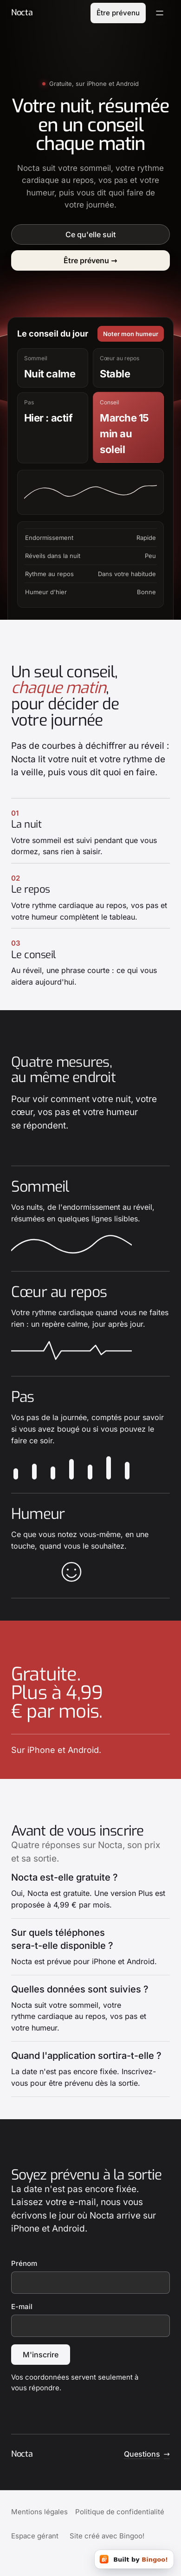 Nocta
Être prévenu
Gratuite, sur iPhone et Android
Votre nuit, résumée
en un conseil
chaque matin
Nocta suit votre sommeil, votre rythme
cardiaque au repos, vos pas et votre
humeur, puis vous dit quoi faire de
votre journée.
Ce qu'elle suit
Être prévenu →
Le conseil du jour
Noter mon humeur
Sommeil
Nuit calme
Cœur au repos
Stable
Pas
Hier : actif
Conseil
Marche 15
min au
soleil
Endormissement Rapide
Réveils dans la nuit Peu
Rythme au repos Dans votre habitude
Humeur d'hier Bonne
Un seul conseil,
chaque matin,
pour décider de
votre journée
Pas de courbes à déchiffrer au réveil :
Nocta lit votre nuit et votre rythme de
la veille, puis vous dit quoi en faire.
01
La nuit
Votre sommeil est suivi pendant que vous
dormez, sans rien à saisir.
02
Le repos
Votre rythme cardiaque au repos, vos pas et
votre humeur complètent le tableau.
03
Le conseil
Au réveil, une phrase courte : ce qui vous
aidera aujourd'hui.
Quatre mesures,
au même endroit
Pour voir comment votre nuit, votre
cœur, vos pas et votre humeur
se répondent.
Sommeil
Vos nuits, de l'endormissement au réveil,
résumées en quelques lignes lisibles.
Cœur au repos
Votre rythme cardiaque quand vous ne faites
rien : un repère calme, jour après jour.
Pas
Vos pas de la journée, comptés pour savoir
si vous avez bougé ou si vous pouvez le
faire ce soir.
Humeur
Ce que vous notez vous-même, en une
touche, quand vous le souhaitez.
Gratuite.
Plus à 4,99
€ par mois.
Sur iPhone et Android.
Avant de vous inscrire
Quatre réponses sur Nocta, son prix
et sa sortie.
Nocta est-elle gratuite ?
Oui, Nocta est gratuite. Une version Plus est
proposée à 4,99 € par mois.
Sur quels téléphones
sera-t-elle disponible ?
Nocta est prévue pour iPhone et Android.
Quelles données sont suivies ?
Nocta suit votre sommeil, votre
rythme cardiaque au repos, vos pas et
votre humeur.
Quand l'application sortira-t-elle ?
La date n'est pas encore fixée. Inscrivez-
vous pour être prévenu dès la sortie.
Soyez prévenu à la sortie
La date n'est pas encore fixée.
Laissez votre e-mail, nous vous
écrivons le jour où Nocta arrive sur
iPhone et Android.
Prénom
E-mail
M'inscrire
Vos coordonnées servent seulement à
vous répondre.
Nocta
Questions →
Mentions légales Politique de confidentialité
Espace gérant Site créé avec Bingoo!
Built by Bingoo!